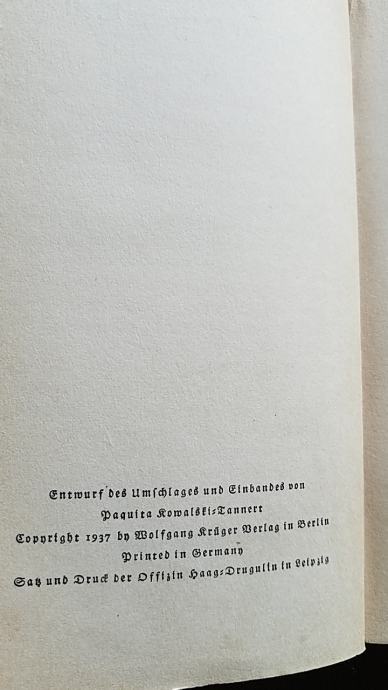 Entwurf des Umschlages und Einbandes von
Paquita Kowalski-Tannert
Copyright 1937 by Wolfgang Krüger Verlag in Berlin
Printed in Germany
Satz und Druck der Offizin Haag-Drugulin in Leipzig